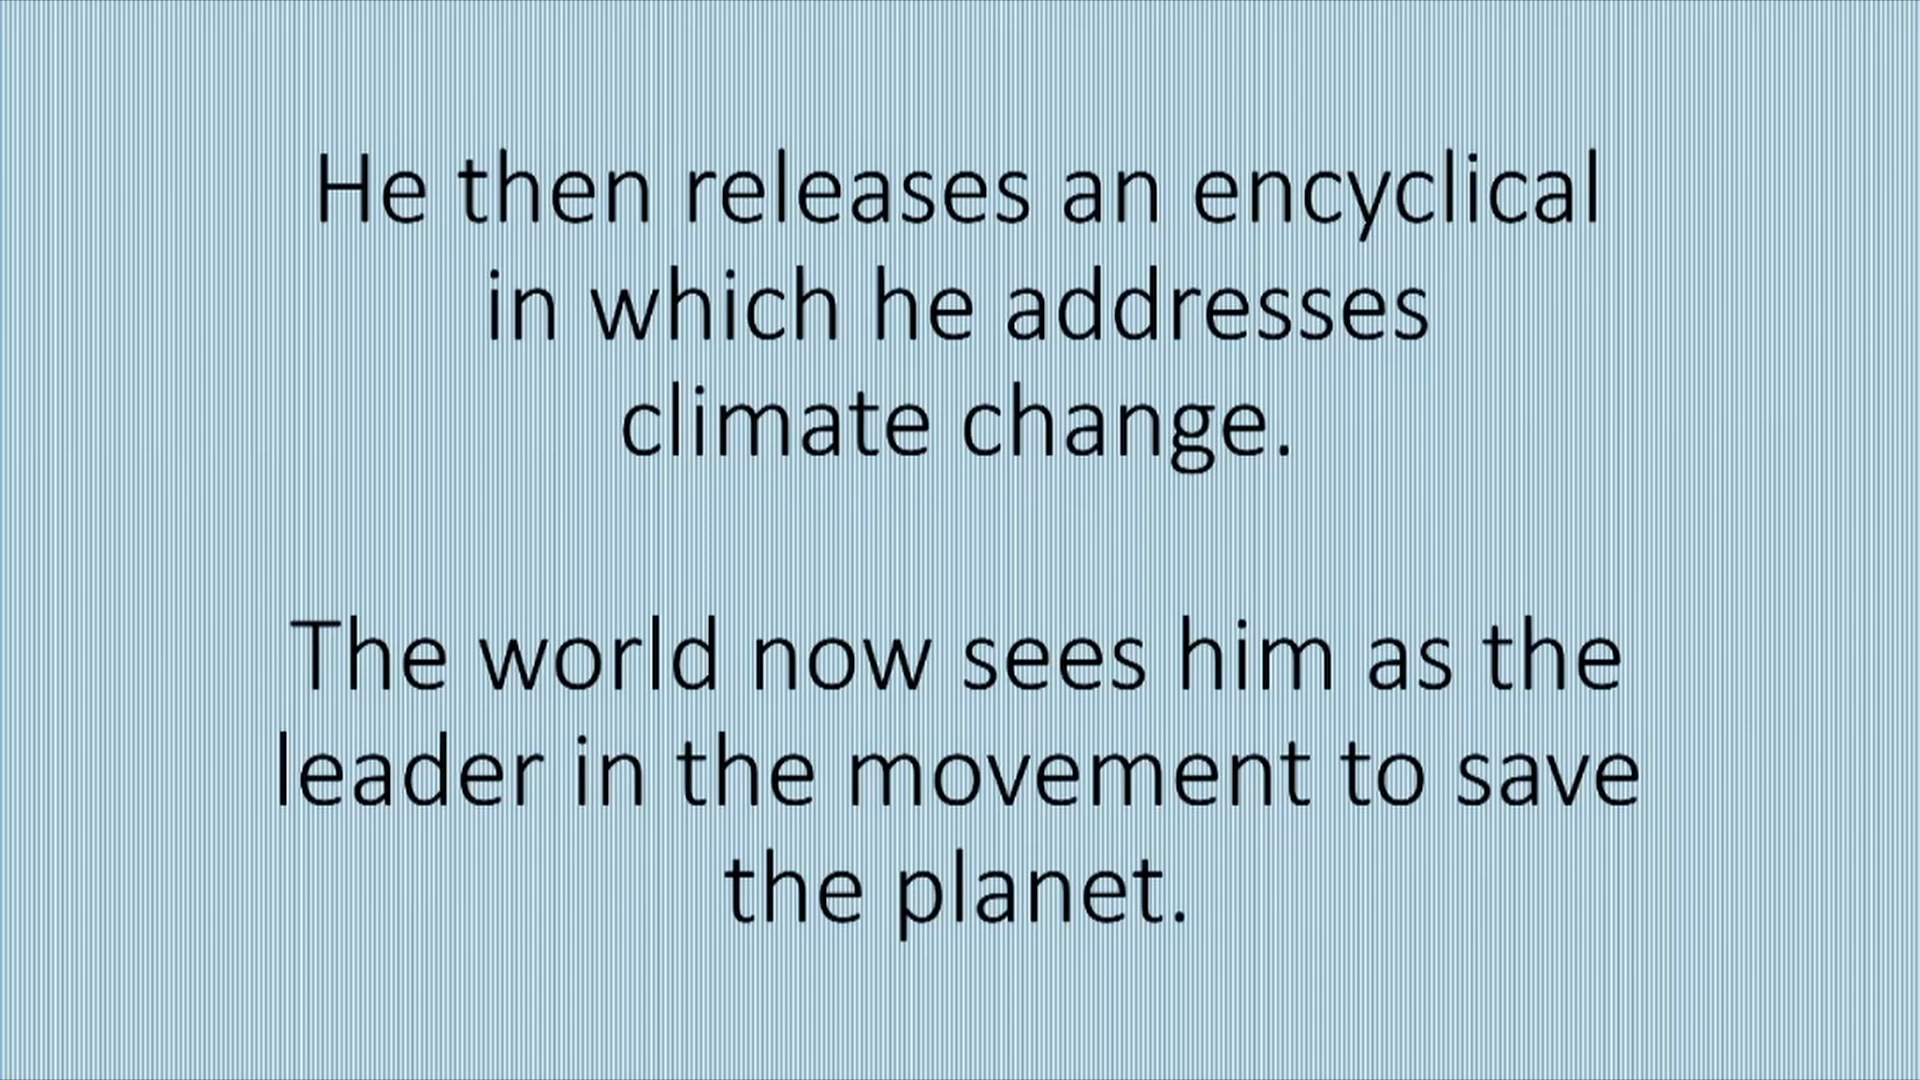 He then releases an encyclical
in which he addresses
climate change.
The world now sees him as the
leader in the movement to save
the planet.